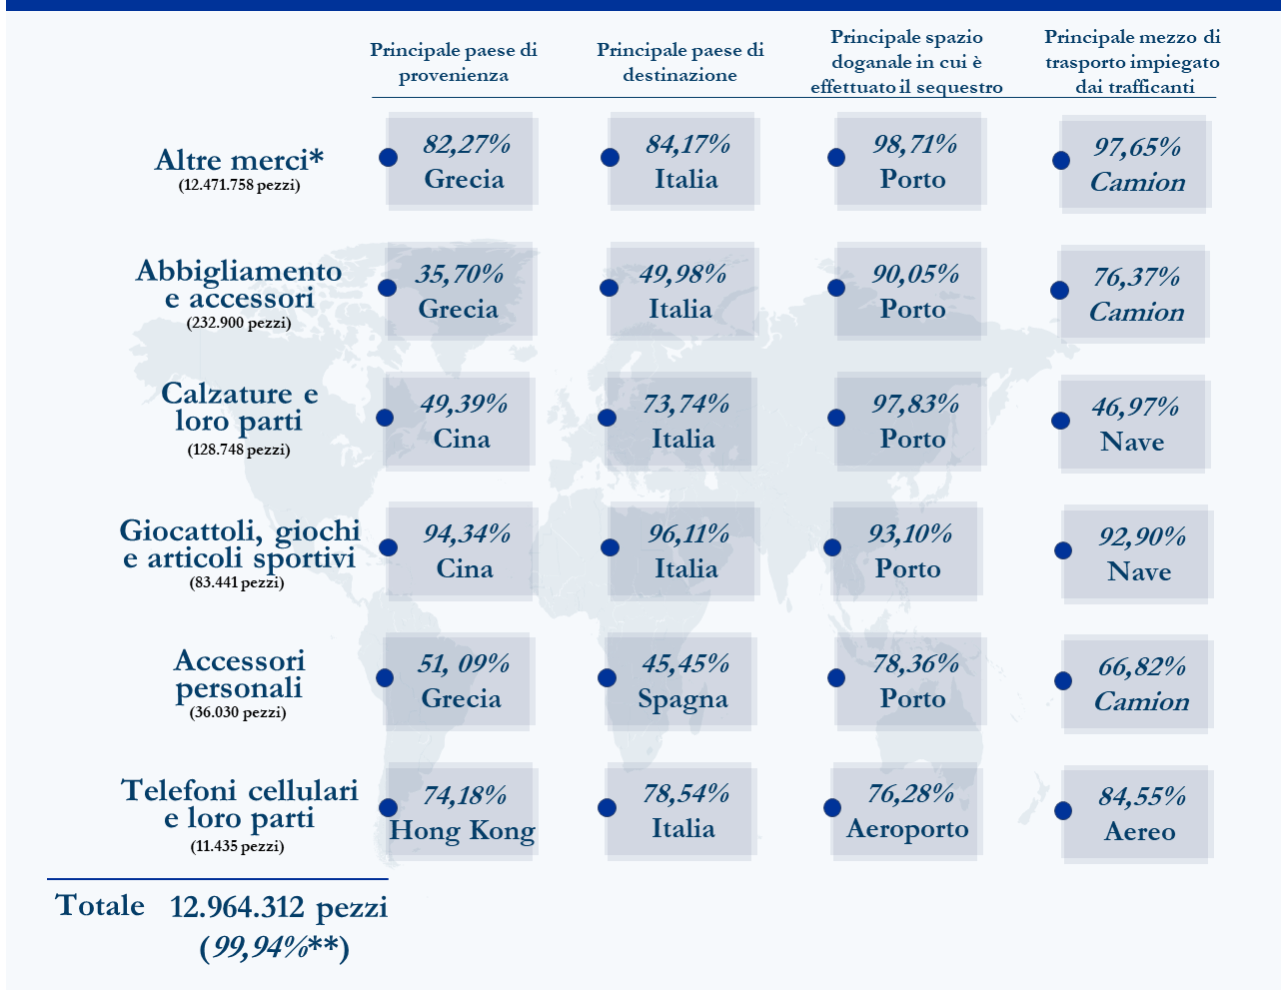 Principale paese di
provenienza
Principale paese di
destinazione
Principale spazio
doganale in cui è
effettuato il sequestro
Principale mezzo di
trasporto impiegato
dai trafficanti
Altre merci*
(12.471.758 pezzi)
82,27%
Grecia
84,17%
Italia
98,71%
Porto
97,65%
Camion
Abbigliamento
e accessori
(232.900 pezzi)
35,70%
Grecia
49,98%
Italia
90,05%
Porto
76,37%
Camion
Calzature e
loro parti
(128.748 pezzi)
49,39%
Cina
73,74%
Italia
97,83%
Porto
46,97%
Nave
Giocattoli, giochi
e articoli sportivi
(83.441 pezzi)
94,34%
Cina
96,11%
Italia
93,10%
Porto
92,90%
Nave
Accessori
personali
(36.030 pezzi)
51, 09%
Grecia
45,45%
Spagna
78,36%
Porto
66,82%
Camion
Telefoni cellulari
e loro parti
(11.435 pezzi)
74,18%
Hong Kong
78,54%
Italia
76,28%
Aeroporto
84,55%
Aereo
Totale 12.964.312 pezzi
(99,94%**)